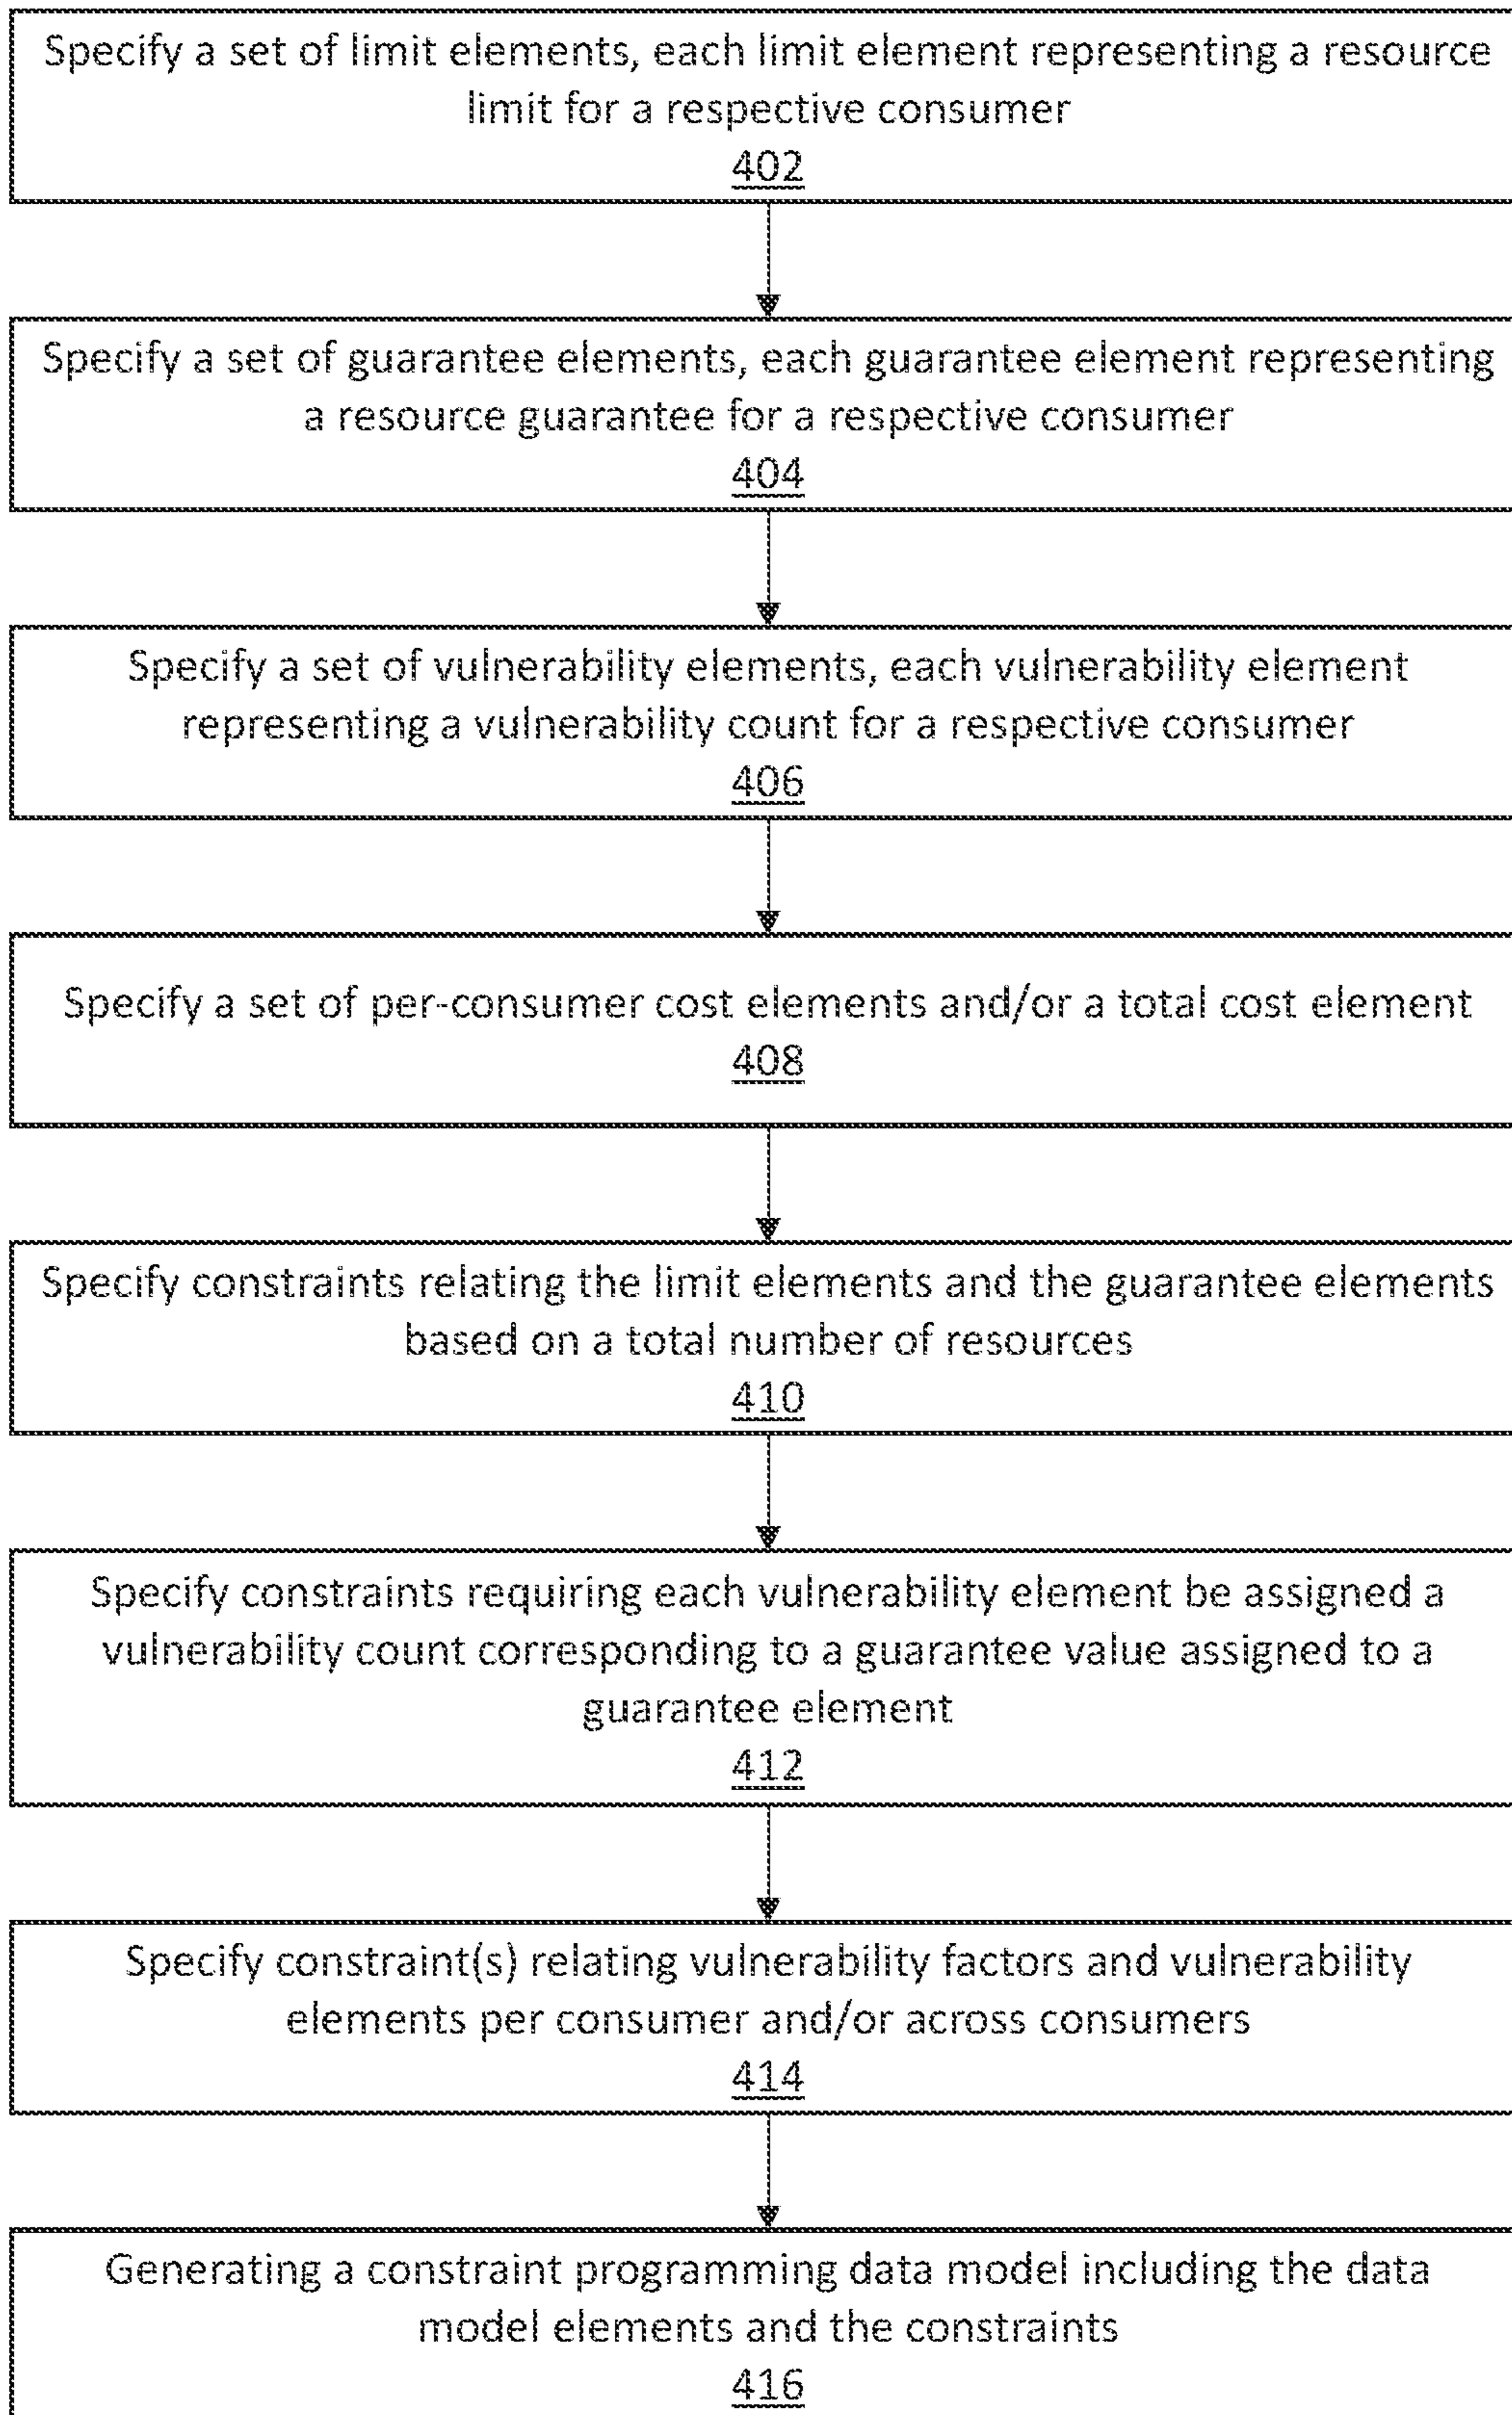 Specify a set of limit elements, each limit element representing a resource
limit for a respective consumer
402
Specify a set of guarantee elements, each guarantee element representing
a resource guarantee for a respective consumer
404
Specify a set of vulnerability elements, each vulnerability element
representing a vulnerability count for a respective consumer
406
Specify a set of per-consumer cost elements and/or a total cost element
408
Specify constraints relating the limit elements and the guarantee elements
based on a total number of resources
410
Specify constraints requiring each vulnerability element be assigned a
vulnerability count corresponding to a guarantee value assigned to a
guarantee element
412
Specify constraint(s) relating vulnerability factors and vulnerability
elements per consumer and/or across consumers
414
Generating a constraint programming data model including the data
model elements and the constraints
416